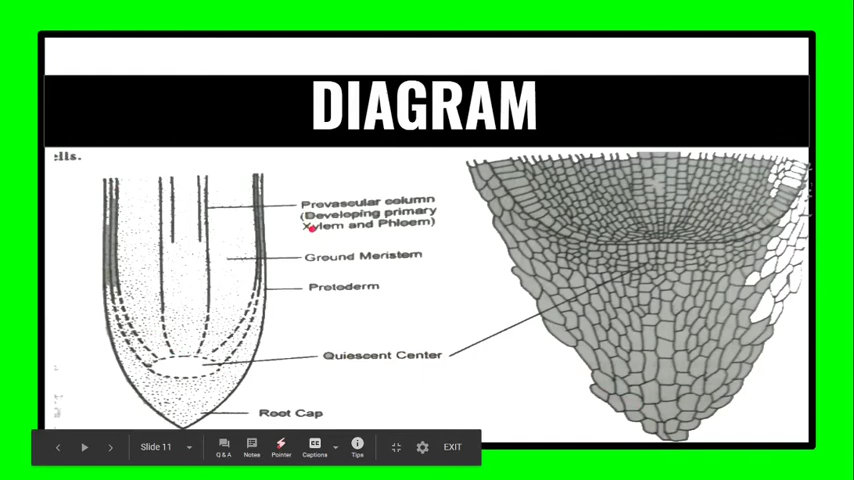 DIAGRAM
ells.
Provascular column
(Developing primary
Xylem and Phloem)
Ground Meristem
Protoderm
Quiescent Center
Root Cap
Slide 11
Q & A
Notes
Pointer
Captions
Tips
EXIT